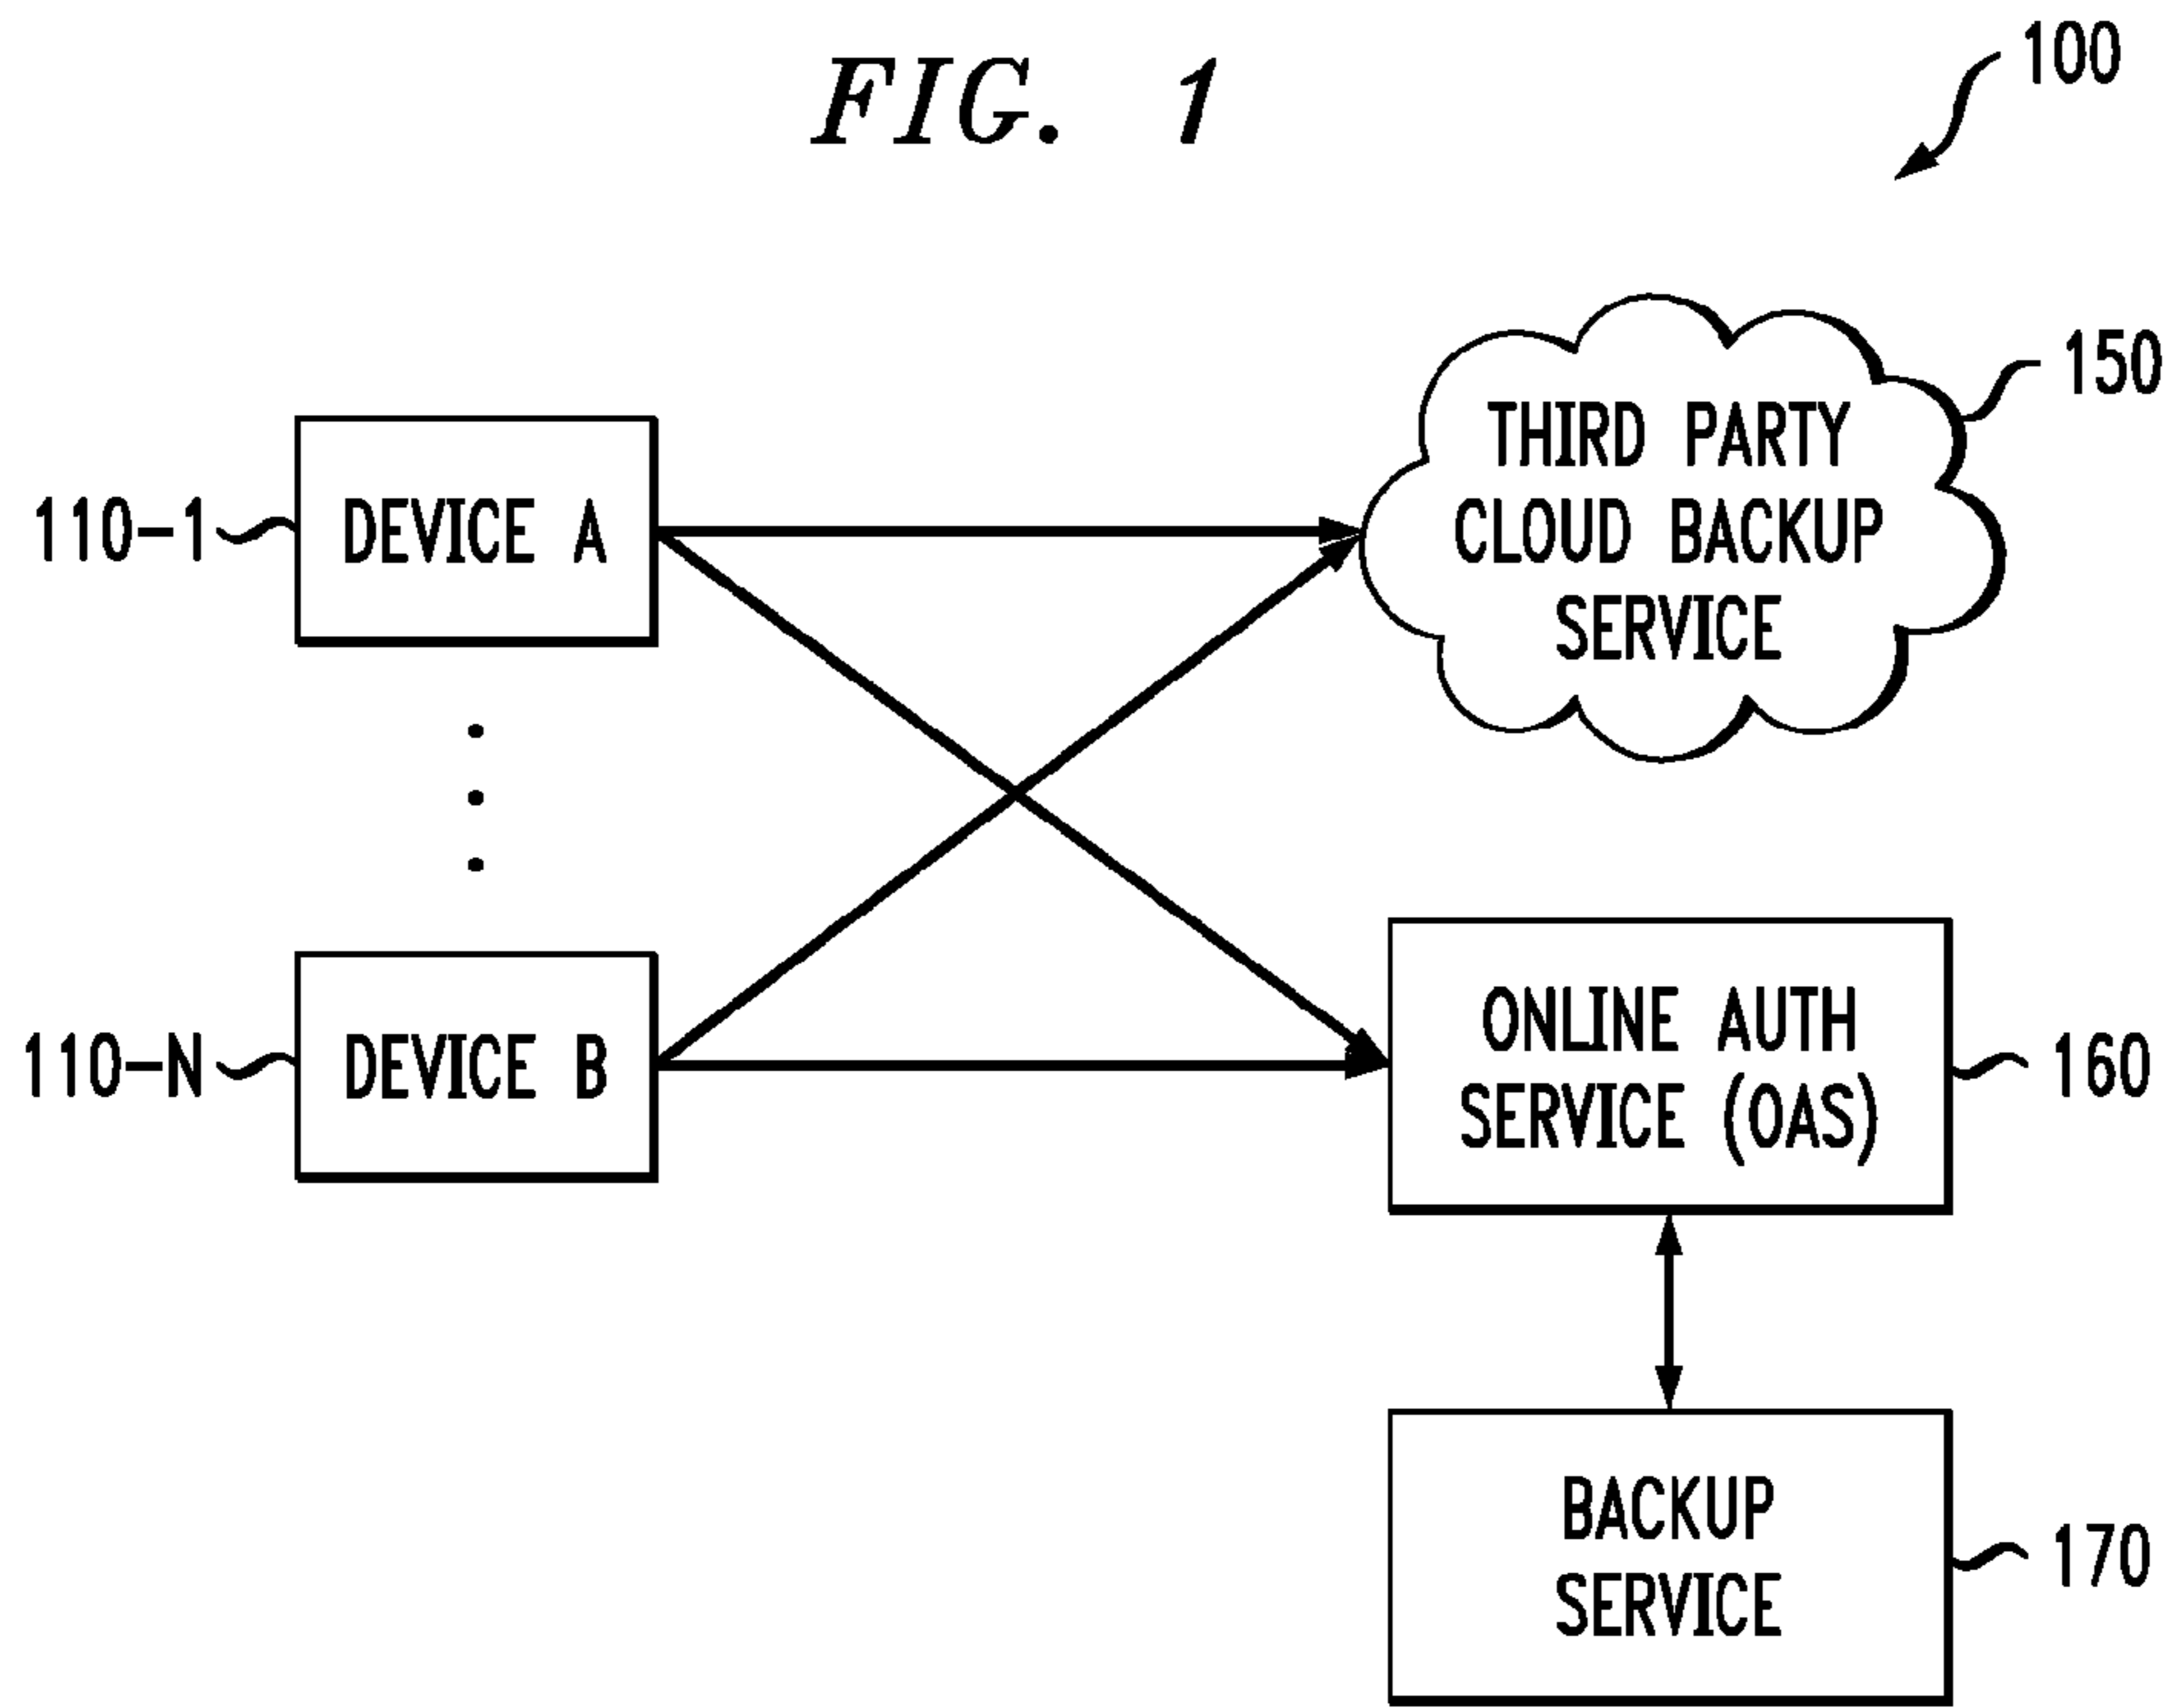 FIG. 1
100
THIRD PARTY
CLOUD BACKUP
SERVICE
150
110-1
DEVICE A
110-N
DEVICE B
ONLINE AUTH
SERVICE (OAS)
160
BACKUP
SERVICE
170